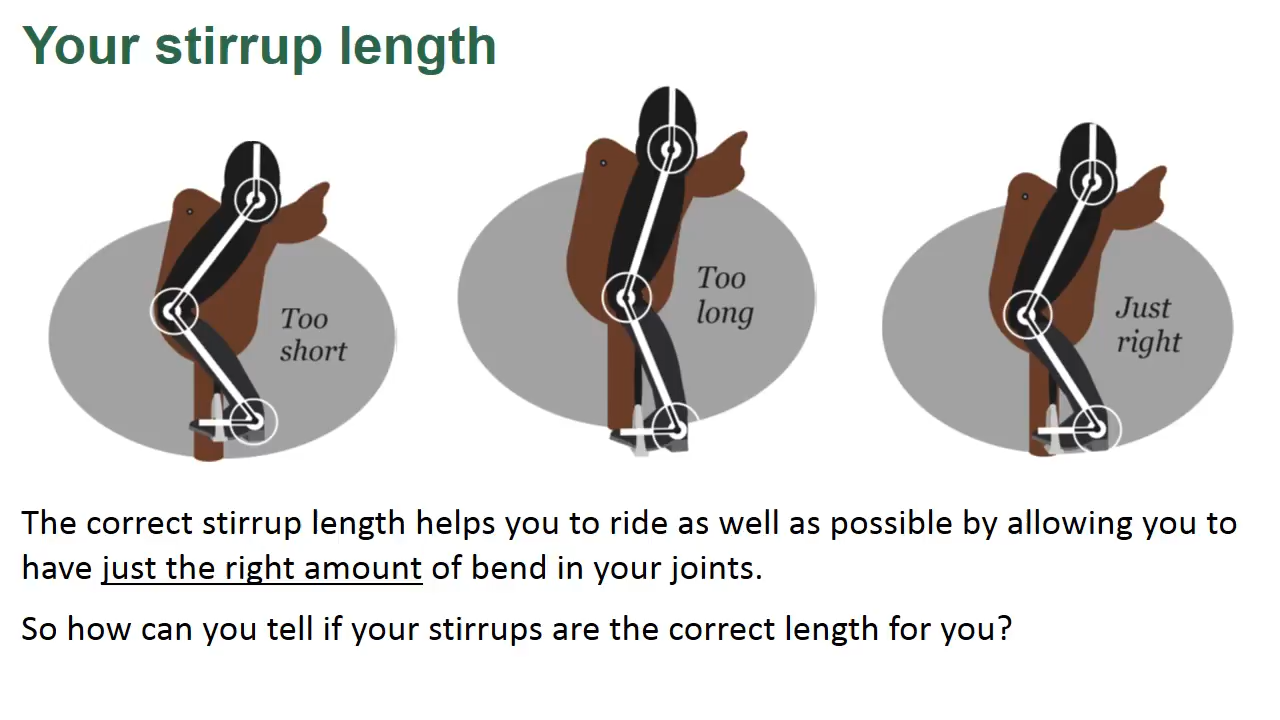 Your stirrup length
Too
short
Too
long
Just
right
The correct stirrup length helps you to ride as well as possible by allowing you to
have just the right amount of bend in your joints.
So how can you tell if your stirrups are the correct length for you?